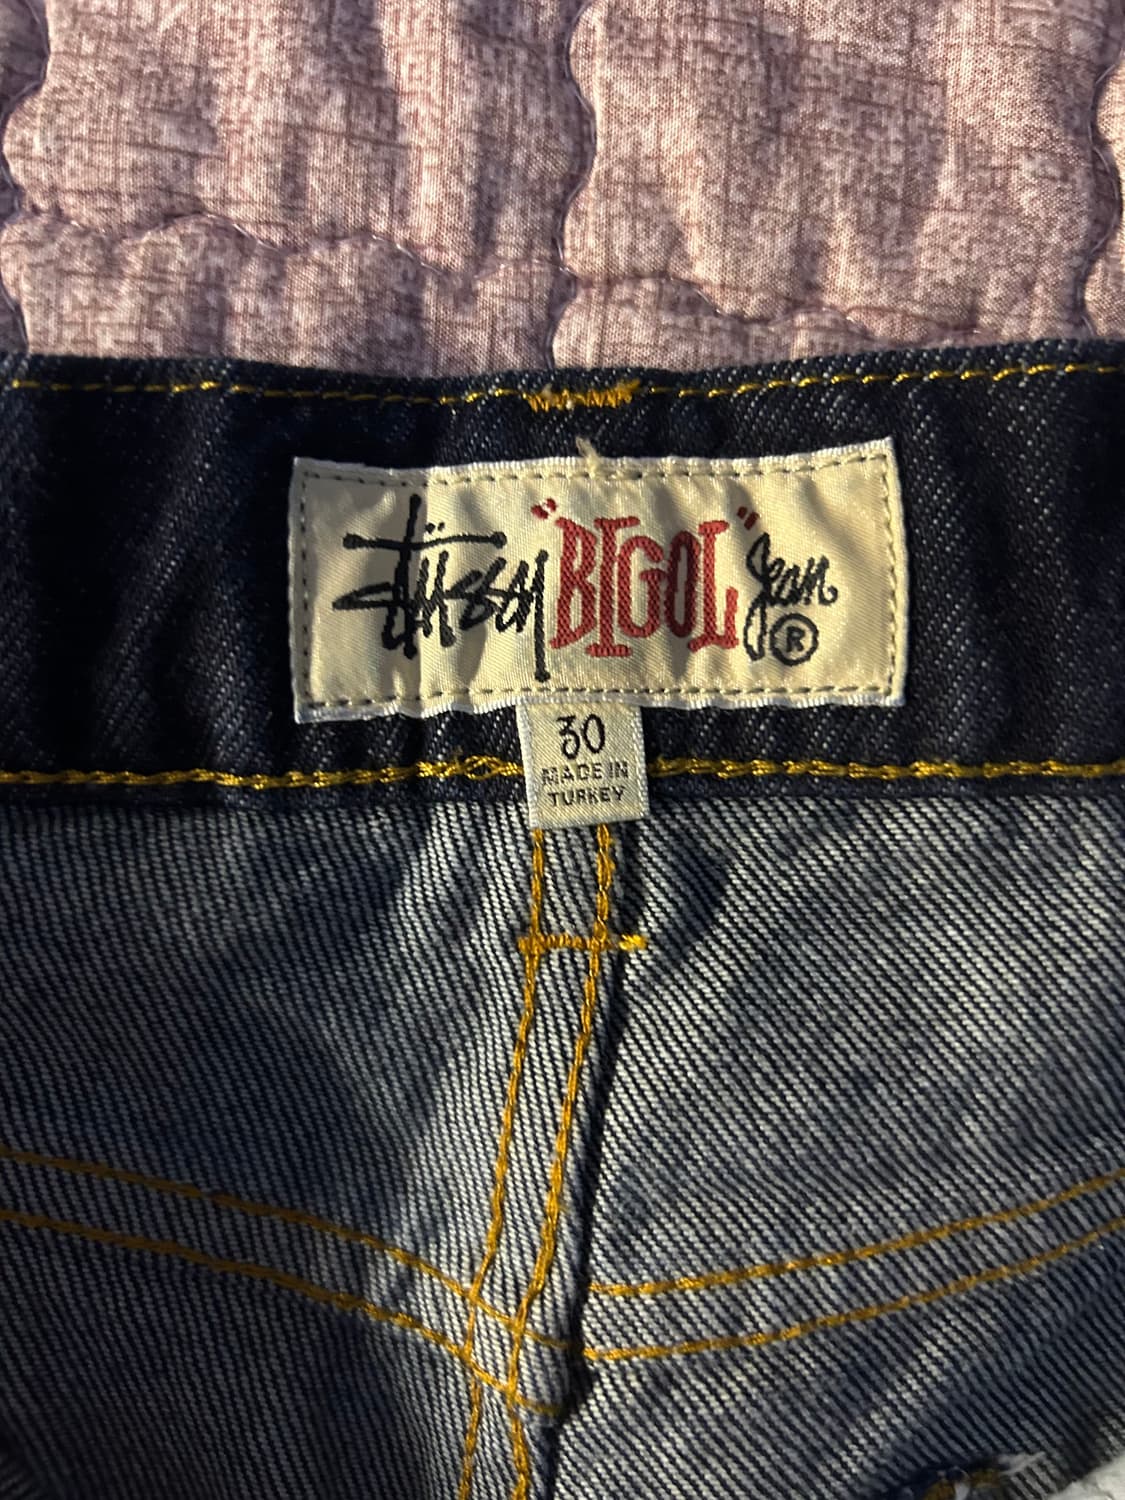 Stüssy "BIGOL" Jean ®
30
MADE IN
TURKEY